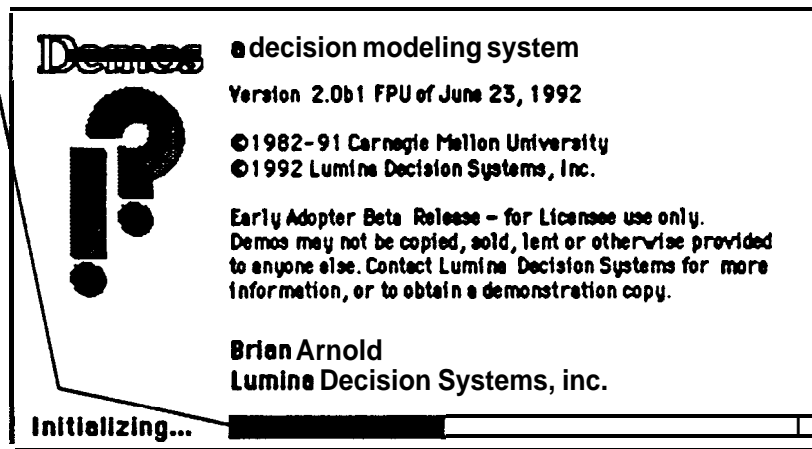 Demos
a decision modeling system
Version 2.0b1 FPU of June 23, 1992
©1982-91 Carnegie Mellon University
©1992 Lumina Decision Systems, Inc.
Early Adopter Beta Release – for Licensee use only.
Demos may not be copied, sold, lent or otherwise provided
to anyone else. Contact Lumina Decision Systems for more
information, or to obtain a demonstration copy.
Brian Arnold
Lumina Decision Systems, inc.
Initializing...